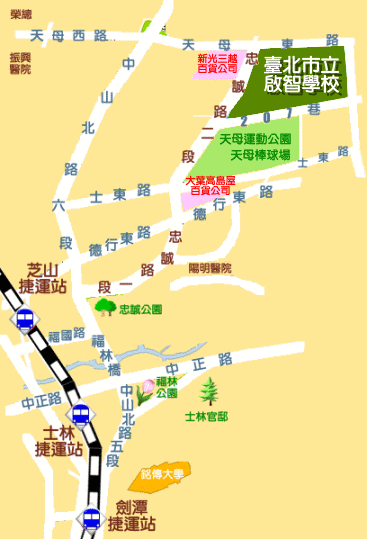 榮總
天母西路
天母東路
振興
醫院
新光三越
百貨公司
臺北市立
啟智學校
忠誠路二段
207巷
中山北路六段
天母運動公園
天母棒球場
士東路
大葉高島屋
百貨公司
士東路
德行東路
德行東路
忠誠路一段
陽明醫院
芝山
捷運站
忠誠公園
福國路
福林橋
中正路
中正路
福林
公園
中山北路五段
士林官邸
士林
捷運站
銘傳大學
劍潭
捷運站